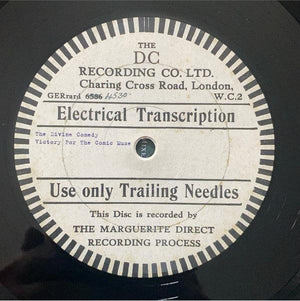 THE
DC
RECORDING CO. LTD.
Charing Cross Road, London,
GERrard 6586 4530 W.C.2
Electrical Transcription
The Divine Comedy
Victory For The Comic Muse
Use only Trailing Needles
This Disc is recorded by
THE MARGUERITE DIRECT
RECORDING PROCESS